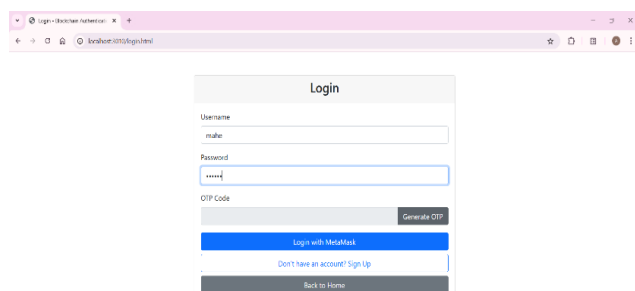 Login - Blockchain Authenticati
localhost:3010/login.html
Login
Username
mahe
Password
••••••
OTP Code
Generate OTP
Login with MetaMask
Don't have an account? Sign Up
Back to Home